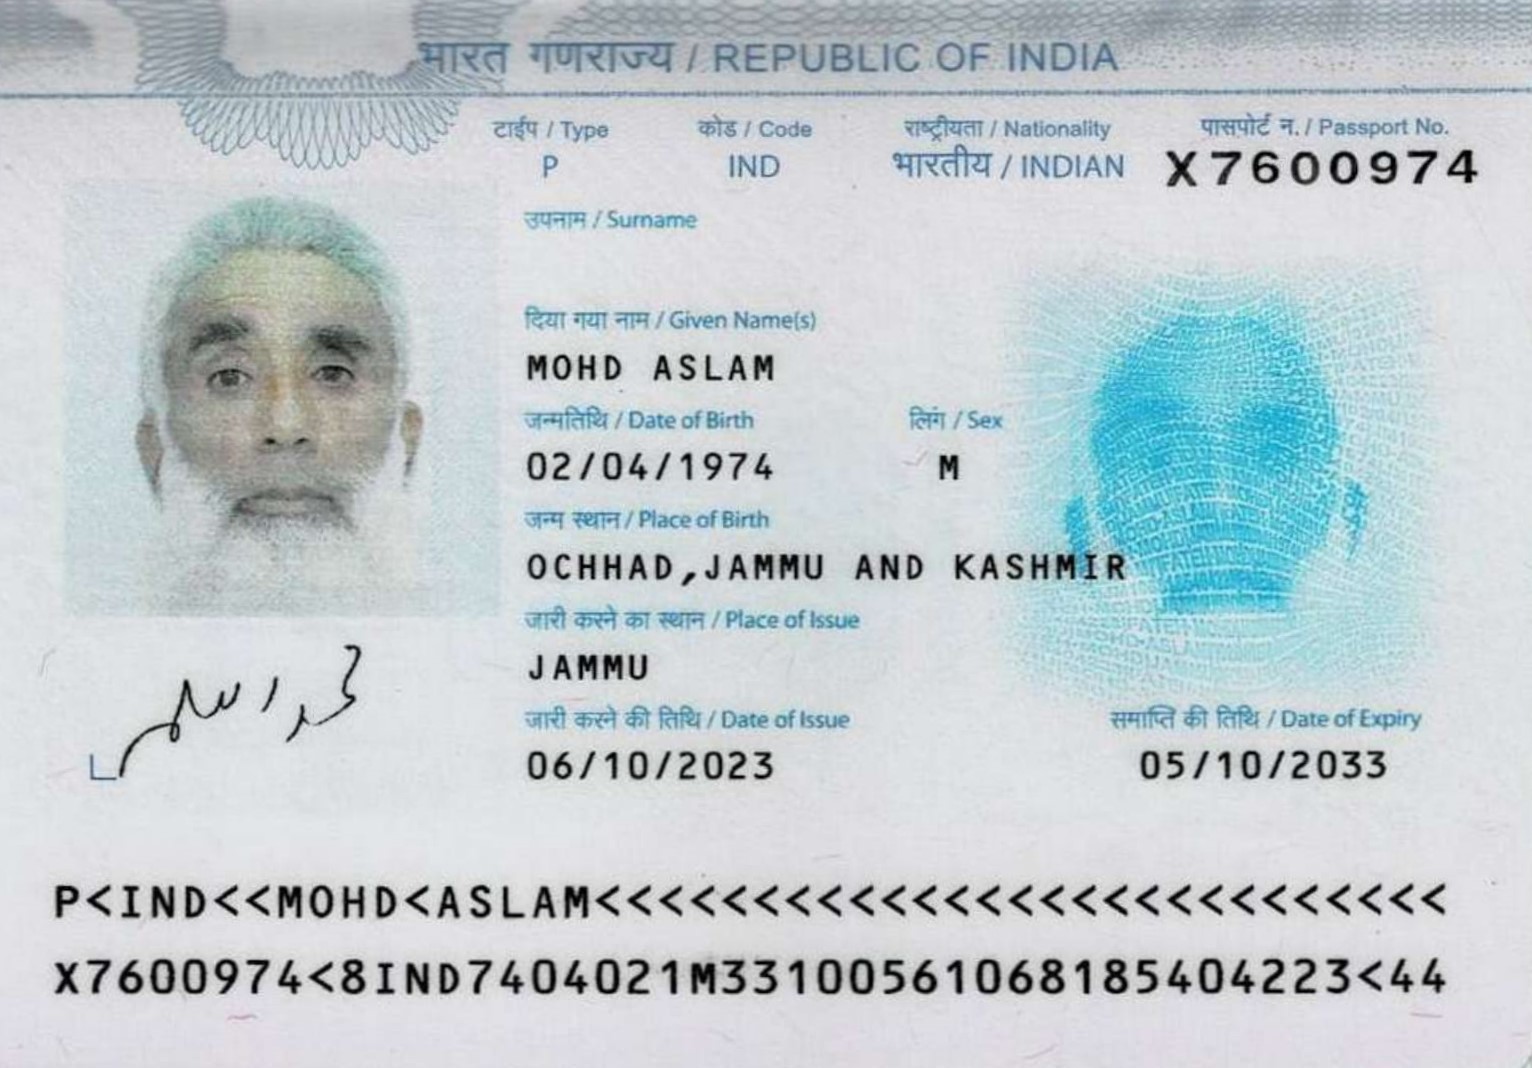 भारत गणराज्य / REPUBLIC OF INDIA
टाईप / Type कोड / Code राष्ट्रीयता / Nationality पासपोर्ट न. / Passport No.
P IND भारतीय / INDIAN X7600974
उपनाम / Surname
दिया गया नाम / Given Name(s)
MOHD ASLAM
जन्मतिथि / Date of Birth लिंग / Sex
02/04/1974 M
जन्म स्थान / Place of Birth
OCHHAD,JAMMU AND KASHMIR
जारी करने का स्थान / Place of Issue
JAMMU
जारी करने की तिथि / Date of Issue समाप्ति की तिथि / Date of Expiry
06/10/2023 05/10/2033
P<IND<<MOHD<ASLAM<<<<<<<<<<<<<<<<<<<<<<<<<<<
X7600974<8IND7404021M33100561068185404223<44